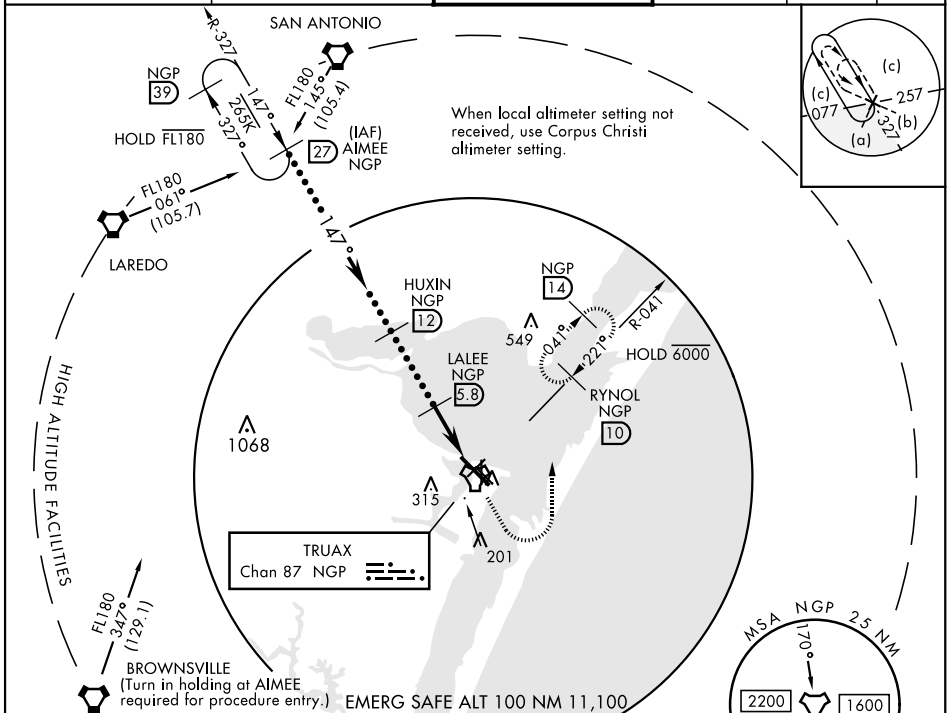 R-327
SAN ANTONIO
NGP
39
147°
265K
327°
FL180
145°
(105.4)
HOLD FL180
27
(IAF)
AIMEE
NGP
When local altimeter setting not
received, use Corpus Christi
altimeter setting.
(c)
(c)
257
077
(b)
327
(a)
FL180
061°
(105.7)
LAREDO
147°
HUXIN
NGP
12
NGP
14
549
041°
221°
R-041
HOLD 6000
LALEE
NGP
5.8
RYNOL
NGP
10
HIGH ALTITUDE FACILITIES
1068
315
201
TRUAX
Chan 87 NGP
FL180
347°
(129.1)
BROWNSVILLE
(Turn in holding at AIMEE
required for procedure entry.)
EMERG SAFE ALT 100 NM 11,100
MSA NGP 25 NM
170°
2200
1600